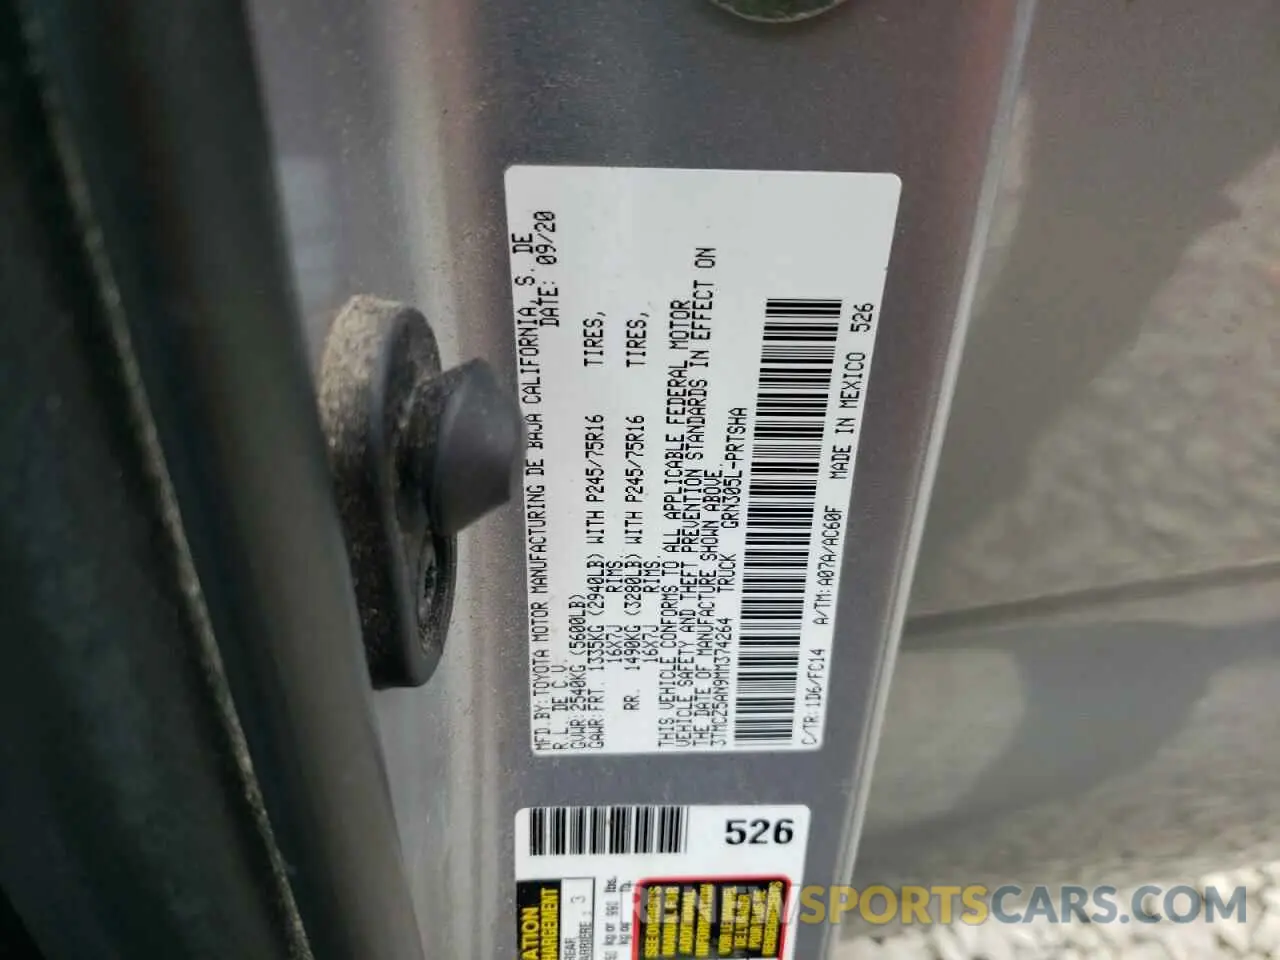 MFD.BY:TOYOTA MOTOR MANUFACTURING DE BAJA CALIFORNIA, S. DE
R.L. DE C.V. DATE: 09/20
GVWR:2540KG (5600LB)
GAWR:FRT. 1335KG (2940LB) WITH P245/75R16 TIRES,
16X7J RIMS.
RR. 1490KG (3280LB) WITH P245/75R16 TIRES,
16X7J RIMS.
THIS VEHICLE CONFORMS TO ALL APPLICABLE FEDERAL MOTOR
VEHICLE SAFETY AND THEFT PREVENTION STANDARDS IN EFFECT ON
THE DATE OF MANUFACTURE SHOWN ABOVE.
3TMCZ5AN9MM374264 TRUCK GRN305L-PRTSHA
C/TR:1D6/FC14 A/TM:A07A/AC60F MADE IN MEXICO 526
526
RENEWSPORTSCARS.COM